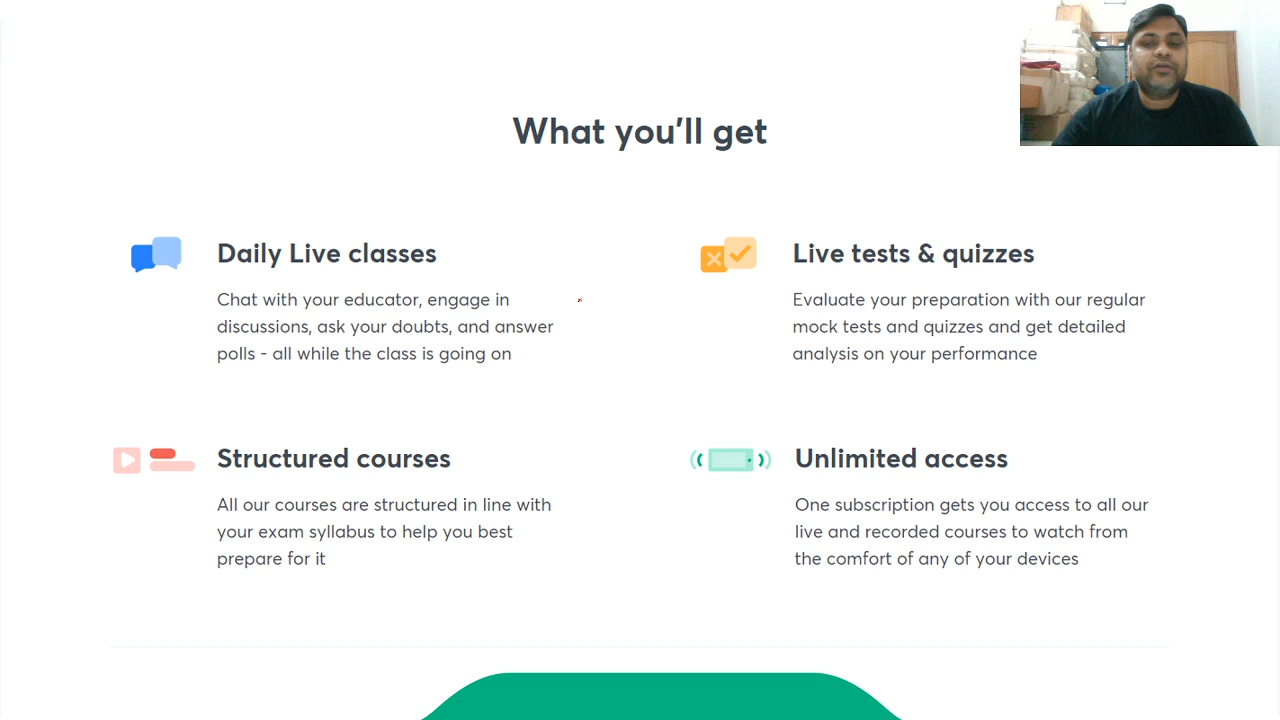 What you'll get
Daily Live classes
Chat with your educator, engage in
discussions, ask your doubts, and answer
polls - all while the class is going on
Live tests & quizzes
Evaluate your preparation with our regular
mock tests and quizzes and get detailed
analysis on your performance
Structured courses
All our courses are structured in line with
your exam syllabus to help you best
prepare for it
Unlimited access
One subscription gets you access to all our
live and recorded courses to watch from
the comfort of any of your devices